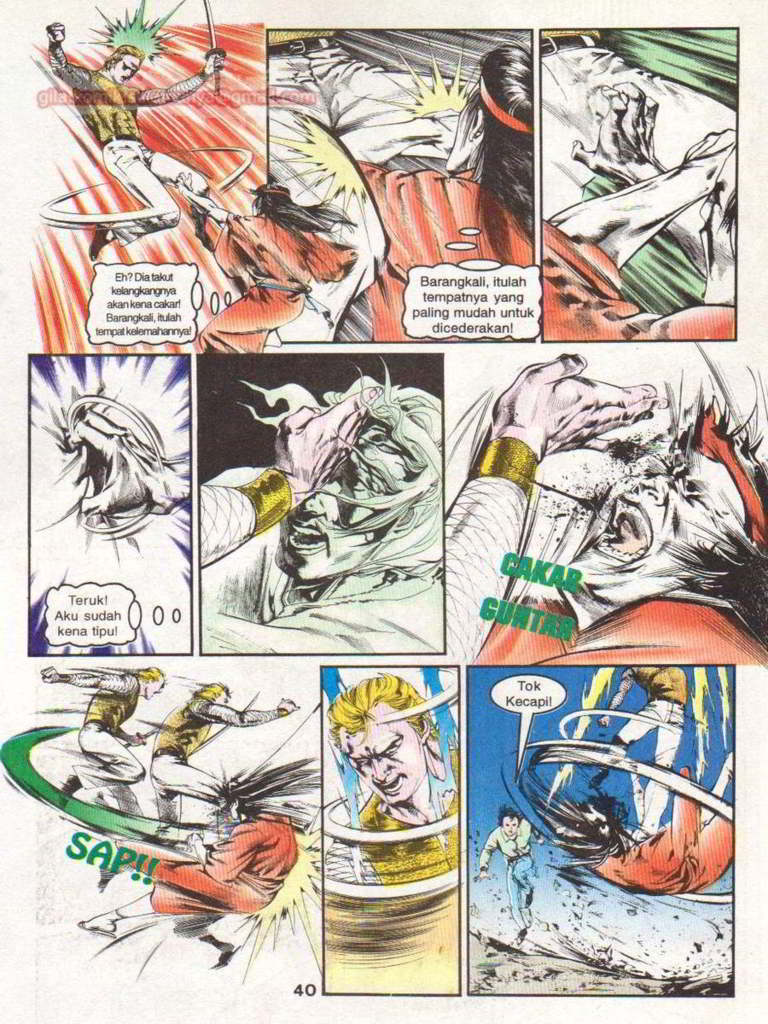 Eh? Dia takut
kelangkangnya
akan kena cakar!
Barangkali, itulah
tempat kelemahannya!
Barangkali, itulah
tempatnya yang
paling mudah untuk
dicederakan!
Teruk!
Aku sudah
kena tipu!
CAKAR
GUNTAR
SAP!!
Tok
Kecapi!
40